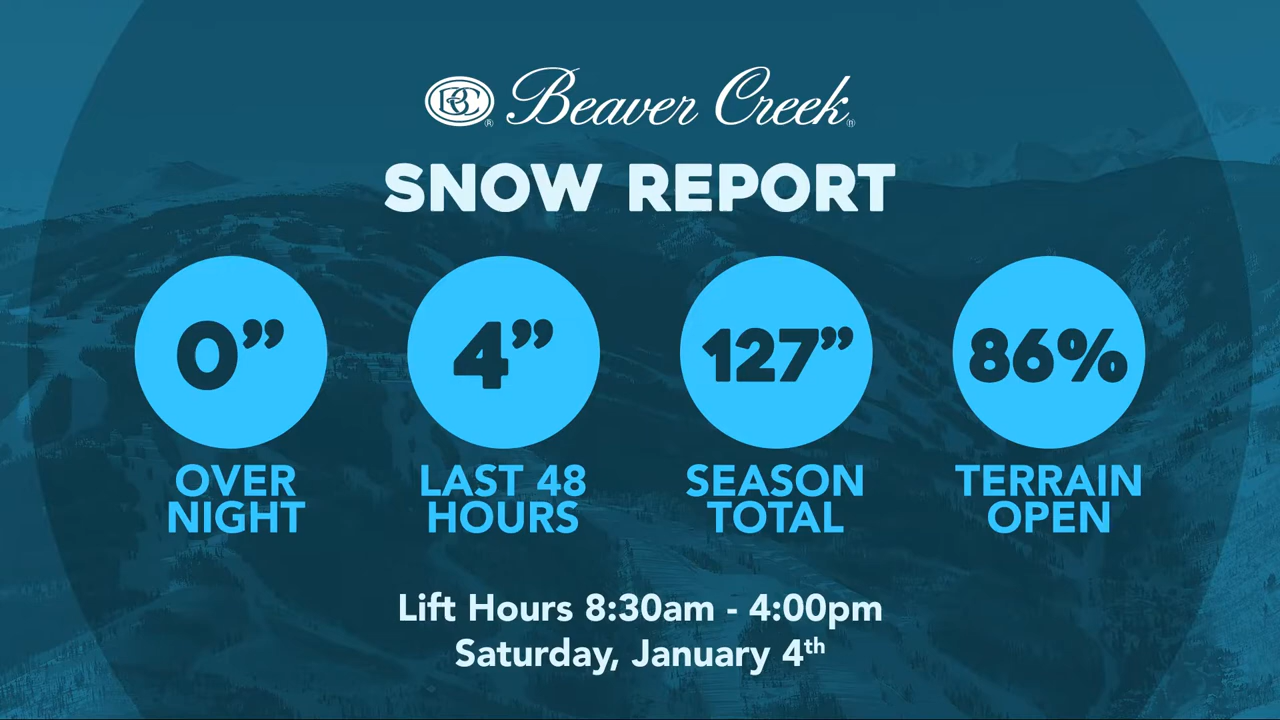 BC® Beaver Creek®
SNOW REPORT
0” 4” 127” 86%
OVER LAST 48 SEASON TERRAIN
NIGHT HOURS TOTAL OPEN
Lift Hours 8:30am - 4:00pm
Saturday, January 4th